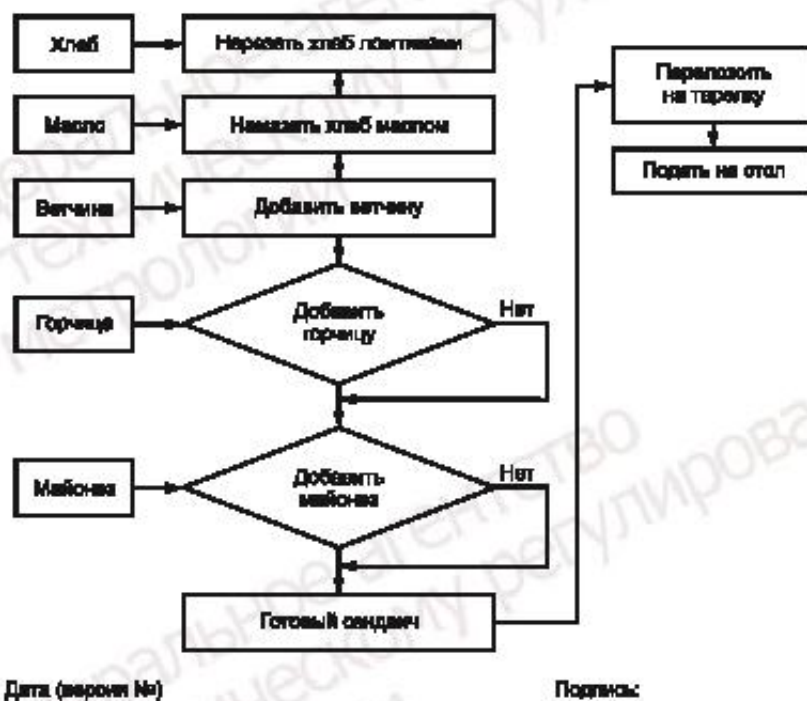 Хлеб
Нарезать хлеб ломтиками
Масло
Намазать хлеб маслом
Ветчина
Добавить ветчину
Горчица
Добавить
горчицу
Нет
Майонез
Добавить
майонез
Нет
Готовый сандвич
Переложить
на тарелку
Подать на стол
Дата (версия №)
Подпись: